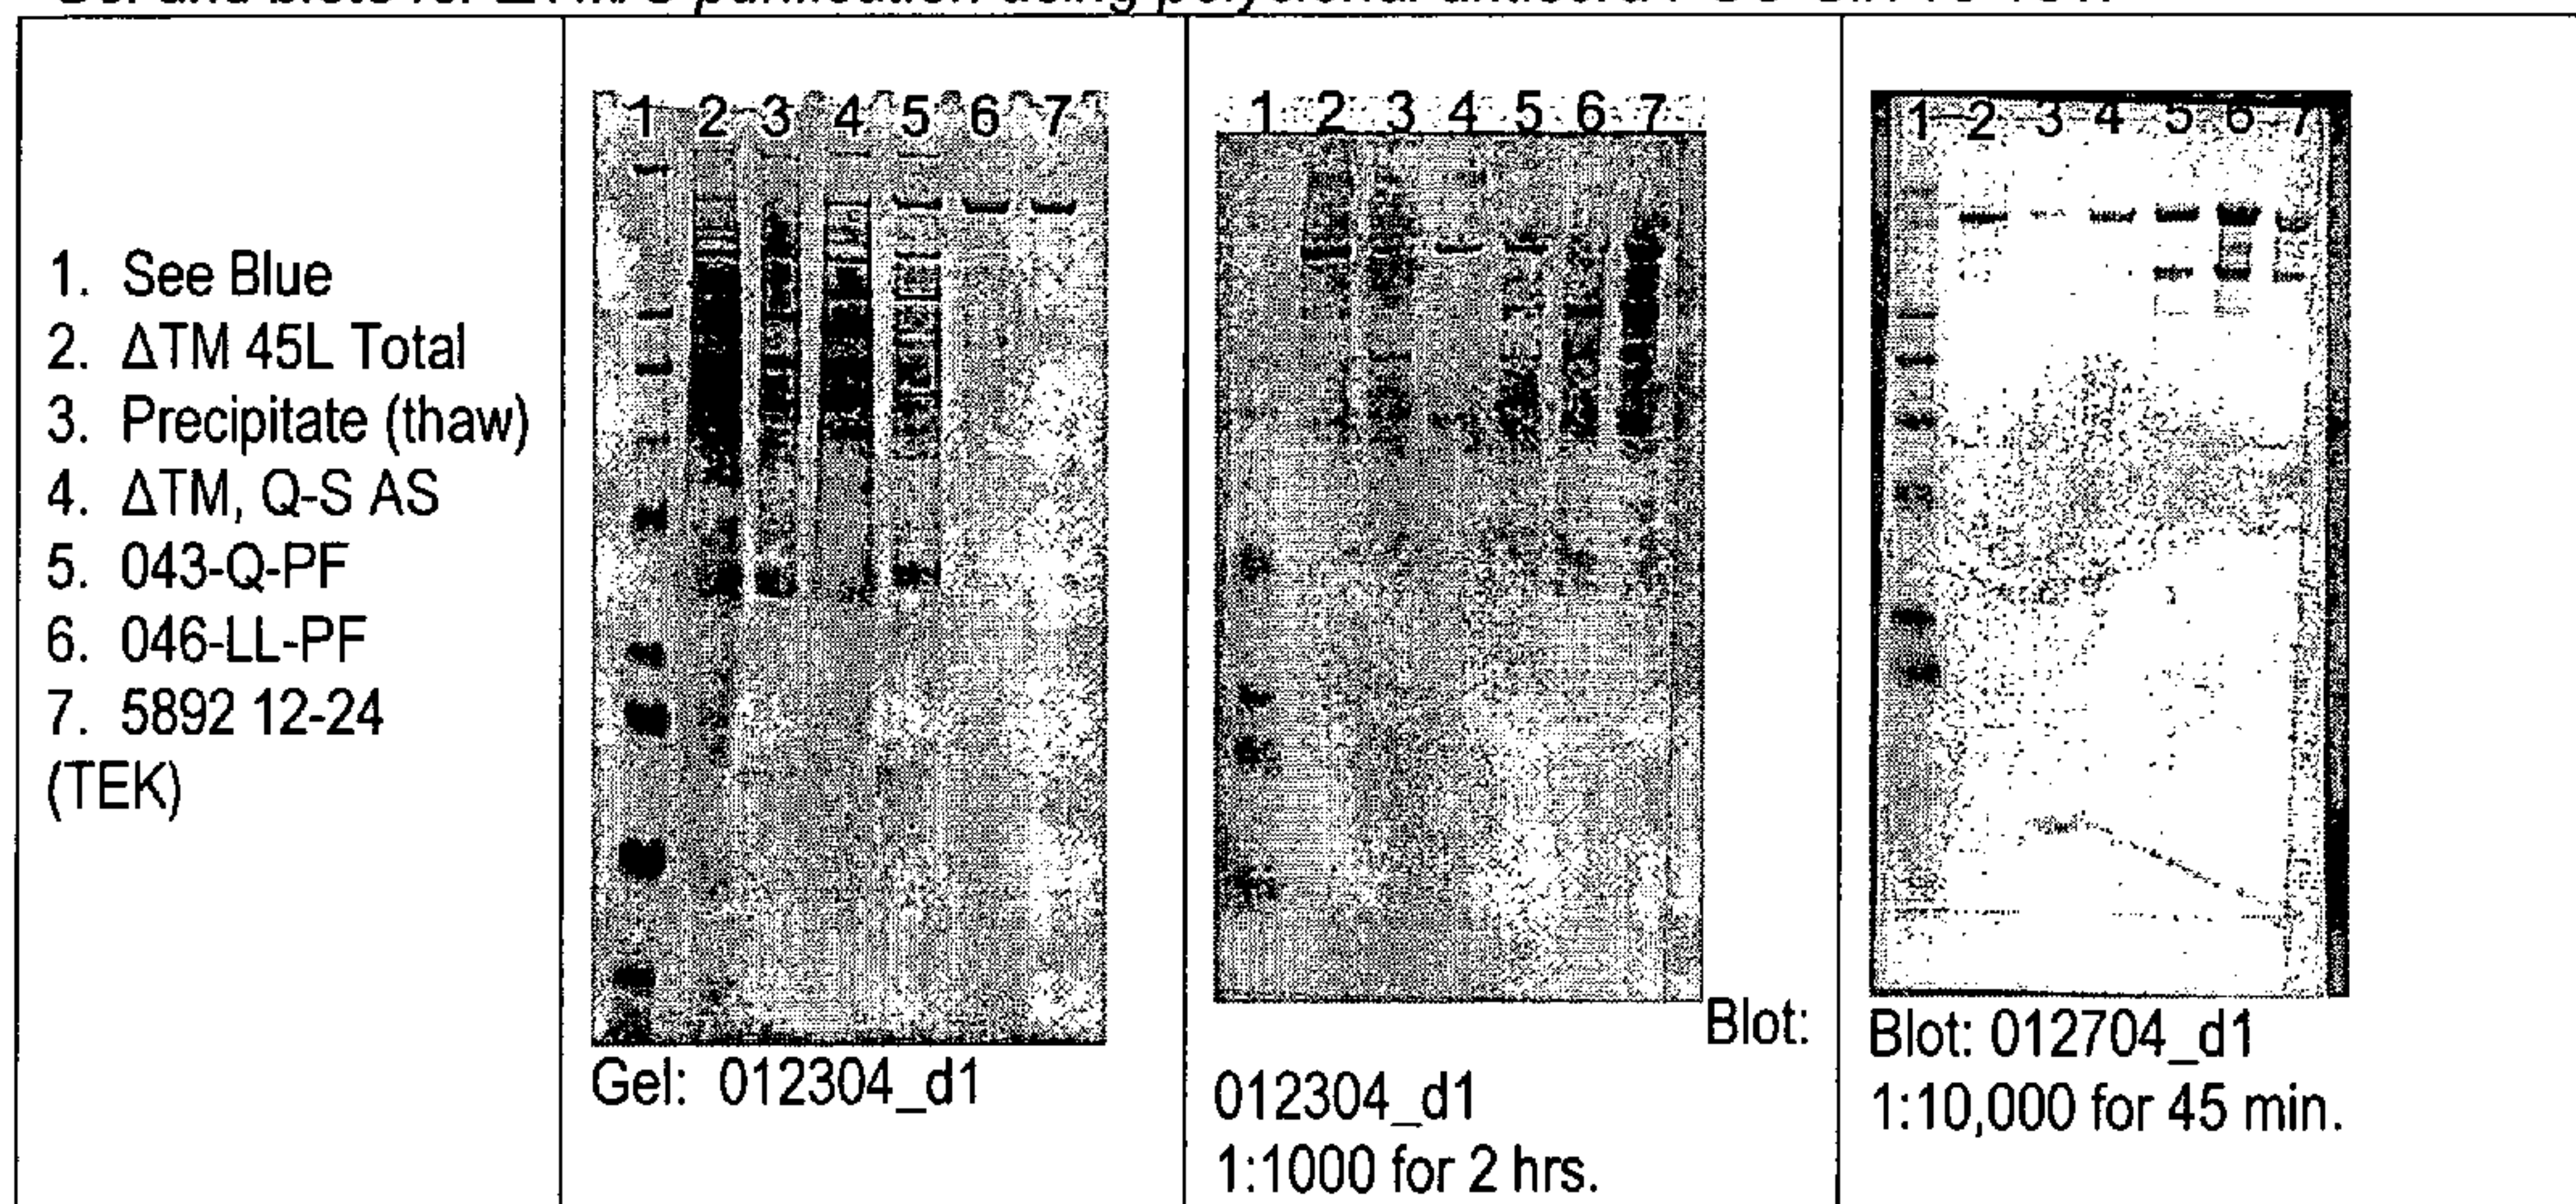 1. See Blue
2. ΔTM 45L Total
3. Precipitate (thaw)
4. ΔTM, Q-S AS
5. 043-Q-PF
6. 046-LL-PF
7. 5892 12-24
(TEK)
1 2 3 4 5 6 7
Gel: 012304_d1
1 2 3 4 5 6 7
Blot:
012304_d1
1:1000 for 2 hrs.
1 2 3 4 5 6 7
Blot: 012704_d1
1:10,000 for 45 min.